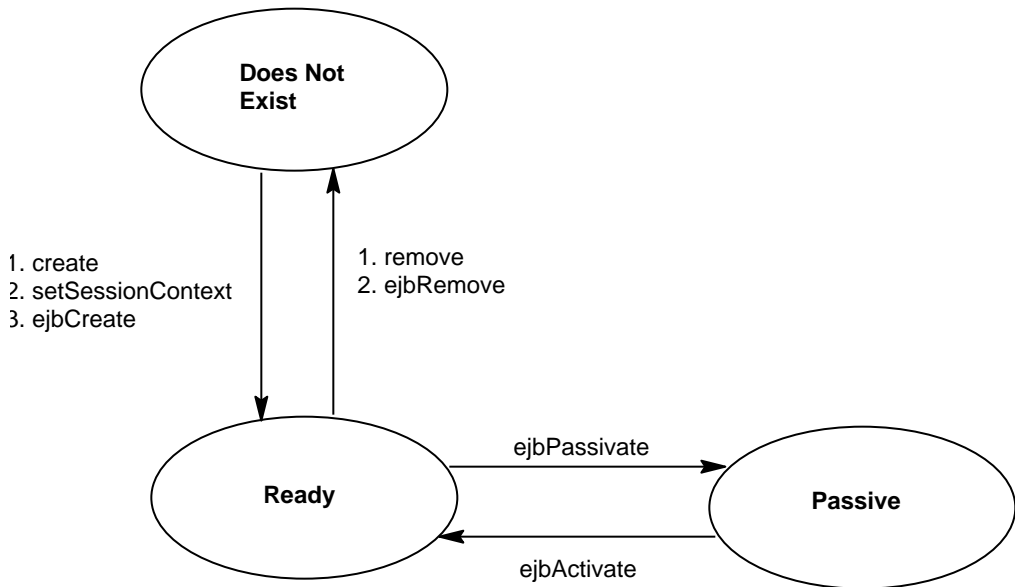 Does Not
Exist
1. create
2. setSessionContext
3. ejbCreate
1. remove
2. ejbRemove
ejbPassivate
Ready
Passive
ejbActivate